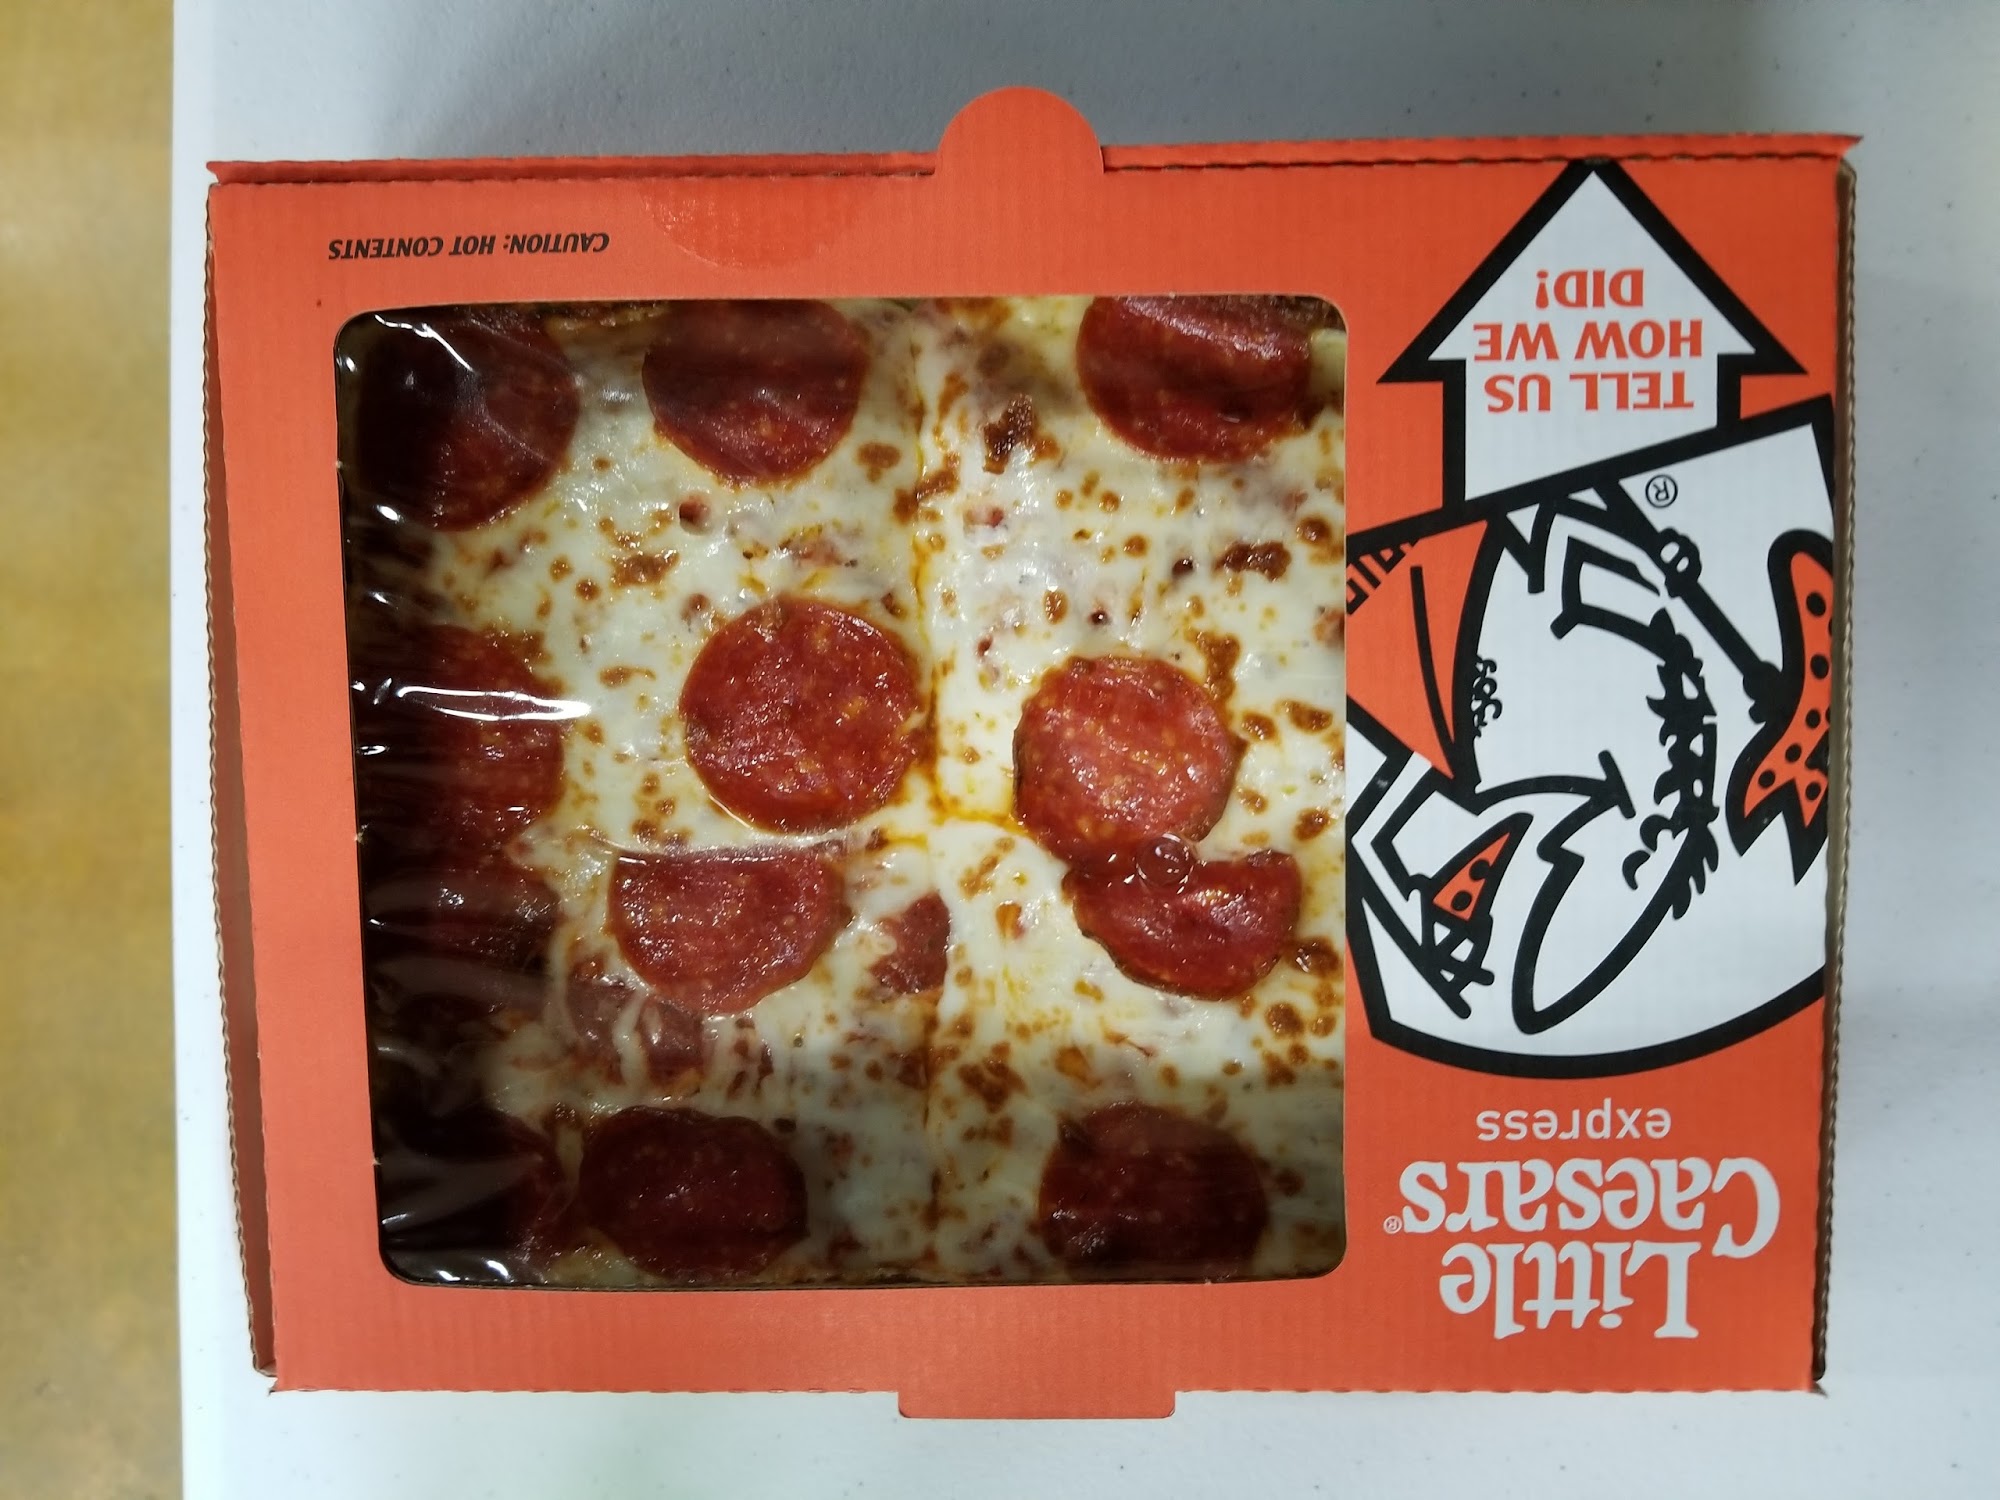 Little
Caesars®
express
®
TELL US
HOW WE
DID!
CAUTION: HOT CONTENTS